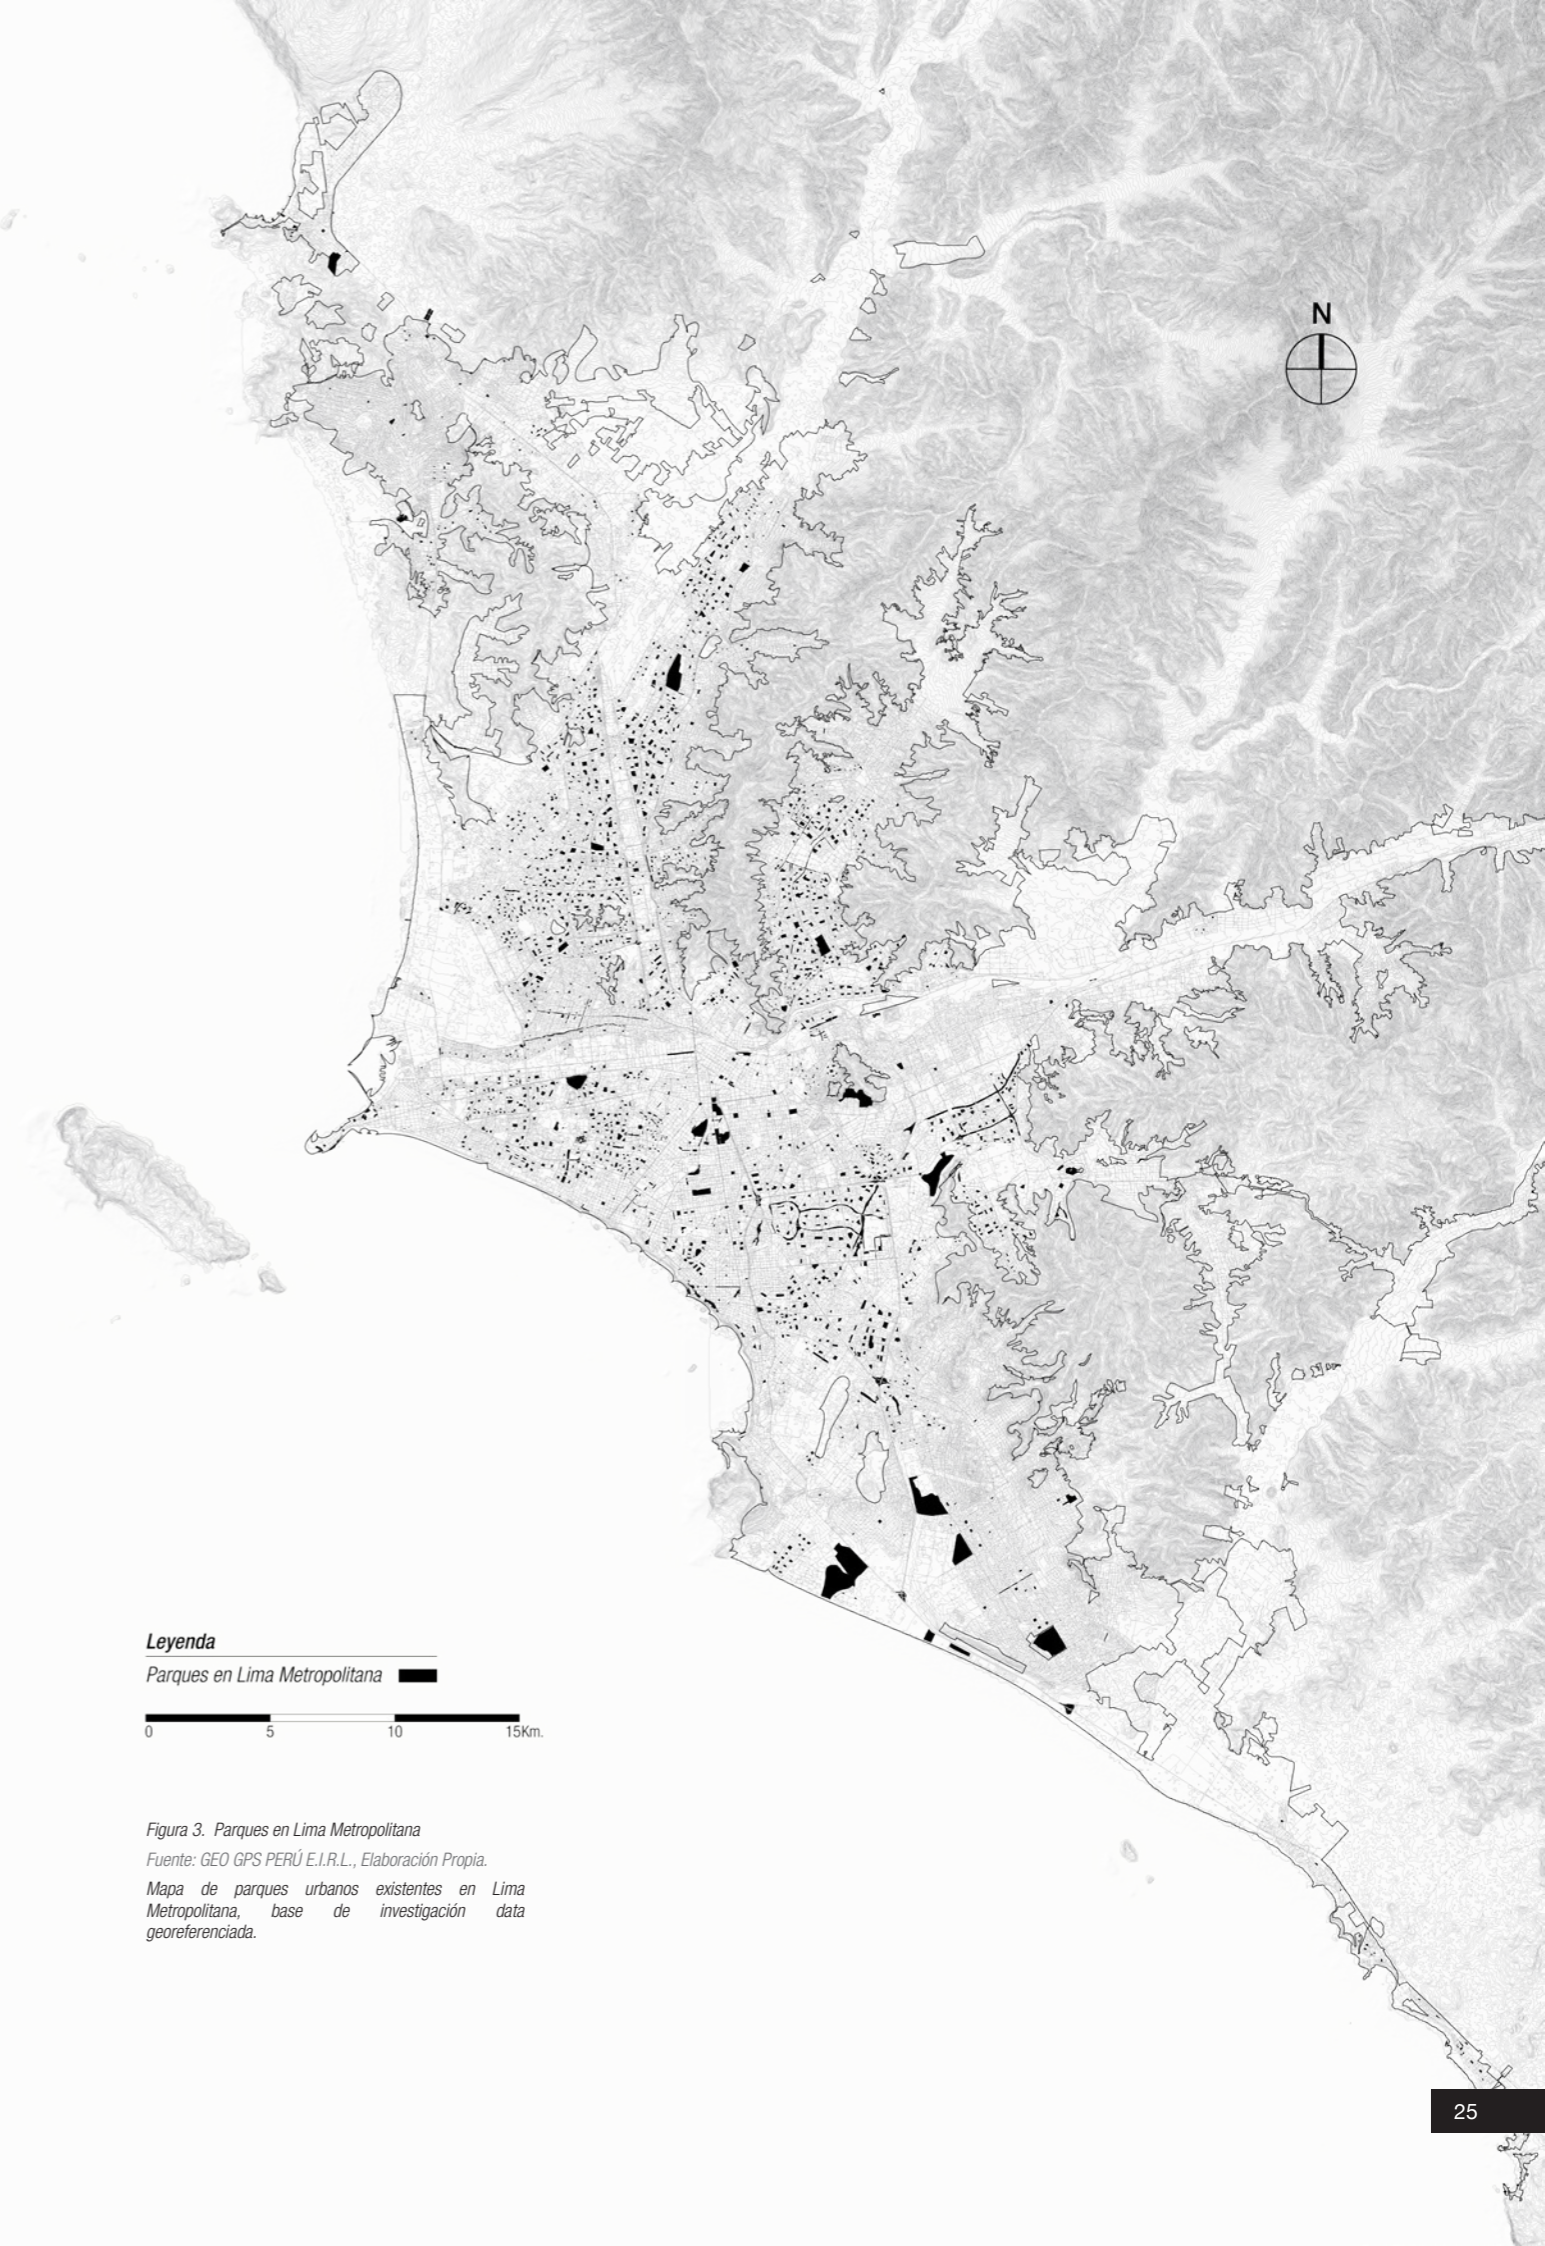 N
Leyenda
Parques en Lima Metropolitana
0 5 10 15Km.
Figura 3. Parques en Lima Metropolitana
Fuente: GEO GPS PERÚ E.I.R.L., Elaboración Propia.
Mapa de parques urbanos existentes en Lima
Metropolitana, base de investigación data
georeferenciada.
25